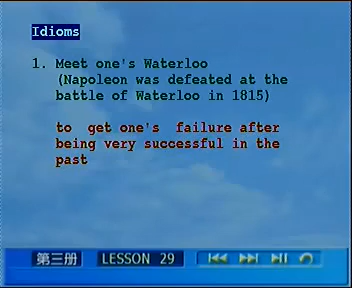 Idioms
1. Meet one's Waterloo
(Napoleon was defeated at the
battle of Waterloo in 1815)
to get one's failure after
being very successful in the
past
第三册 LESSON 29